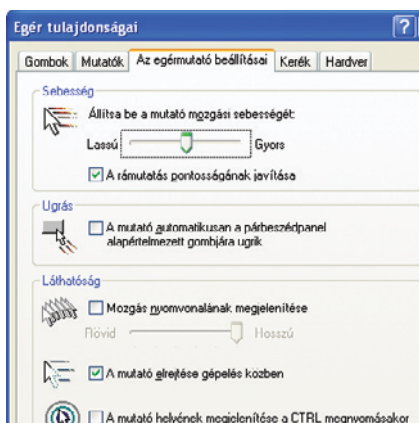 Egér tulajdonságai
?
Gombok Mutatók Az egérmutató beállításai Kerék Hardver
Sebesség
Állítsa be a mutató mozgási sebességét:
Lassú Gyors
A rámutatás pontosságának javítása
Ugrás
A mutató automatikusan a párbeszédpanel
alapértelmezett gombjára ugrik
Láthatóság
Mozgás nyomvonalának megjelenítése
Rövid Hosszú
A mutató elrejtése gépelés közben
A mutató helyének megjelenítése a CTRL megnyomásakor